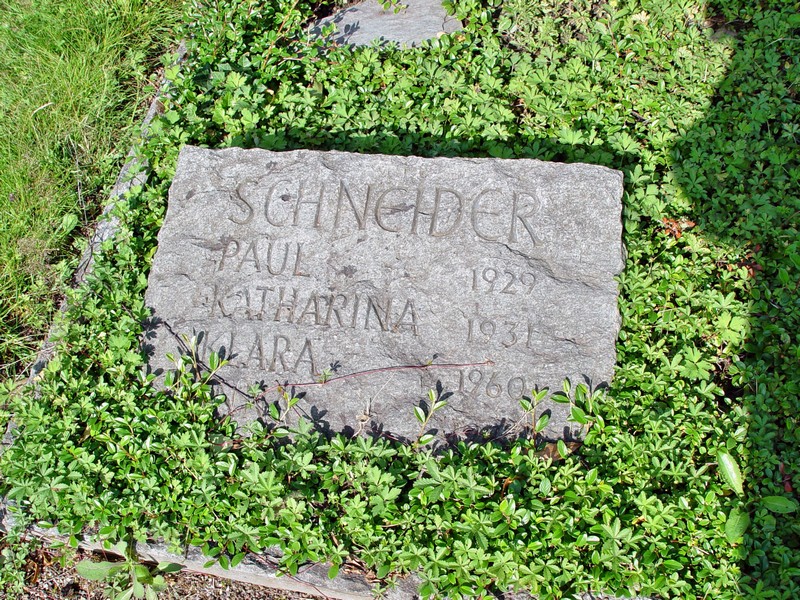 SCHNEIDER
PAUL 1929
KATHARINA 1931
KLARA 1960